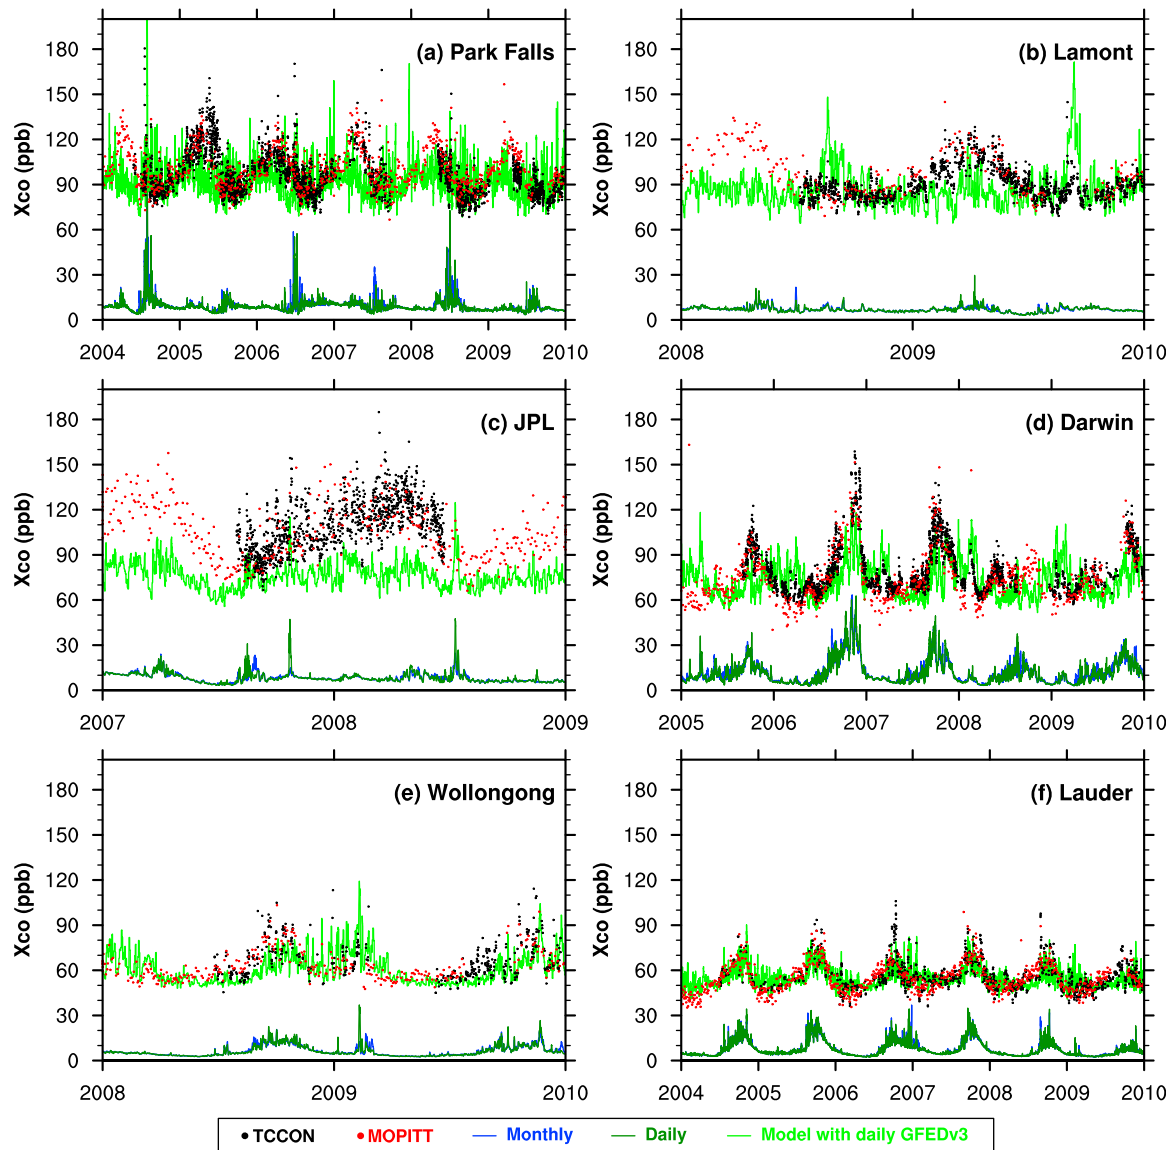 (a) Park Falls
Xco (ppb)
180
150
120
90
60
30
0
2004 2005 2006 2007 2008 2009 2010
(b) Lamont
Xco (ppb)
180
150
120
90
60
30
0
2008 2009 2010
(c) JPL
Xco (ppb)
180
150
120
90
60
30
0
2007 2008 2009
(d) Darwin
Xco (ppb)
180
150
120
90
60
30
0
2005 2006 2007 2008 2009 2010
(e) Wollongong
Xco (ppb)
180
150
120
90
60
30
0
2008 2009 2010
(f) Lauder
Xco (ppb)
180
150
120
90
60
30
0
2004 2005 2006 2007 2008 2009 2010
TCCON MOPITT Monthly Daily Model with daily GFEDv3